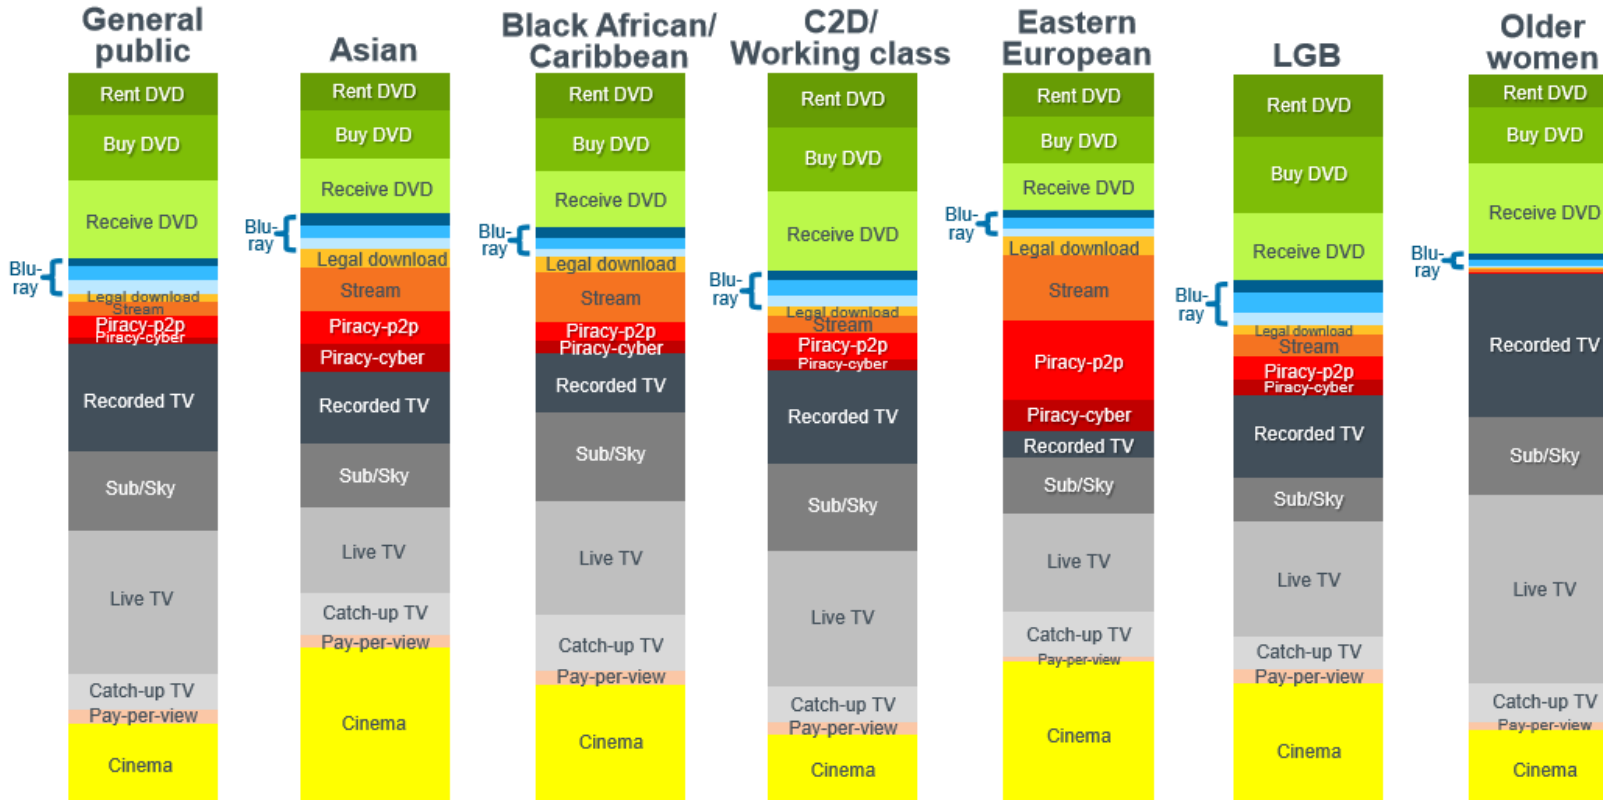 General
public
Rent DVD
Buy DVD
Receive DVD
Blu-
ray
Legal download
Stream
Piracy-p2p
Piracy-cyber
Recorded TV
Sub/Sky
Live TV
Catch-up TV
Pay-per-view
Cinema
Asian
Rent DVD
Buy DVD
Receive DVD
Blu-
ray
Legal download
Stream
Piracy-p2p
Piracy-cyber
Recorded TV
Sub/Sky
Live TV
Catch-up TV
Pay-per-view
Cinema
Black African/
Caribbean
Rent DVD
Buy DVD
Receive DVD
Blu-
ray
Legal download
Stream
Piracy-p2p
Piracy-cyber
Recorded TV
Sub/Sky
Live TV
Catch-up TV
Pay-per-view
Cinema
C2D/
Working class
Rent DVD
Buy DVD
Receive DVD
Blu-
ray
Legal download
Stream
Piracy-p2p
Piracy-cyber
Recorded TV
Sub/Sky
Live TV
Catch-up TV
Pay-per-view
Cinema
Eastern
European
Rent DVD
Buy DVD
Receive DVD
Blu-
ray
Legal download
Stream
Piracy-p2p
Piracy-cyber
Recorded TV
Sub/Sky
Live TV
Catch-up TV
Pay-per-view
Cinema
LGB
Rent DVD
Buy DVD
Receive DVD
Blu-
ray
Legal download
Stream
Piracy-p2p
Piracy-cyber
Recorded TV
Sub/Sky
Live TV
Catch-up TV
Pay-per-view
Cinema
Older
women
Rent DVD
Buy DVD
Receive DVD
Blu-
ray
Recorded TV
Sub/Sky
Live TV
Catch-up TV
Pay-per-view
Cinema